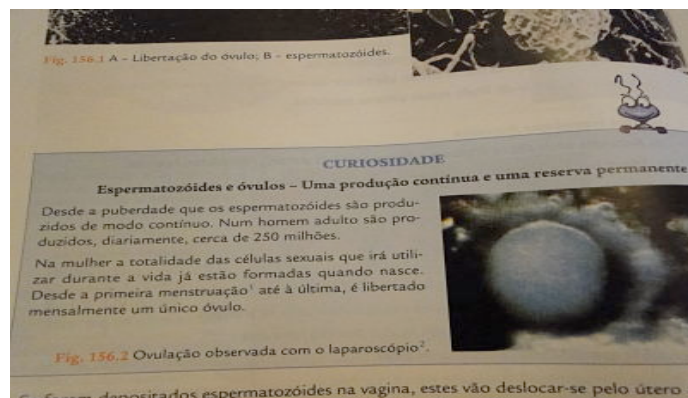 Fig. 156.1 A – Libertação do óvulo; B – espermatozóides.
CURIOSIDADE
Espermatozóides e óvulos – Uma produção contínua e uma reserva permanente
Desde a puberdade que os espermatozóides são produ-
zidos de modo contínuo. Num homem adulto são pro-
duzidos, diariamente, cerca de 250 milhões.
Na mulher a totalidade das células sexuais que irá utili-
zar durante a vida já estão formadas quando nasce.
Desde a primeira menstruação¹ até à última, é libertado
mensalmente um único óvulo.
Fig. 156.2 Ovulação observada com o laparoscópio².
depositados espermatozóides na vagina, estes vão deslocar-se pelo útero